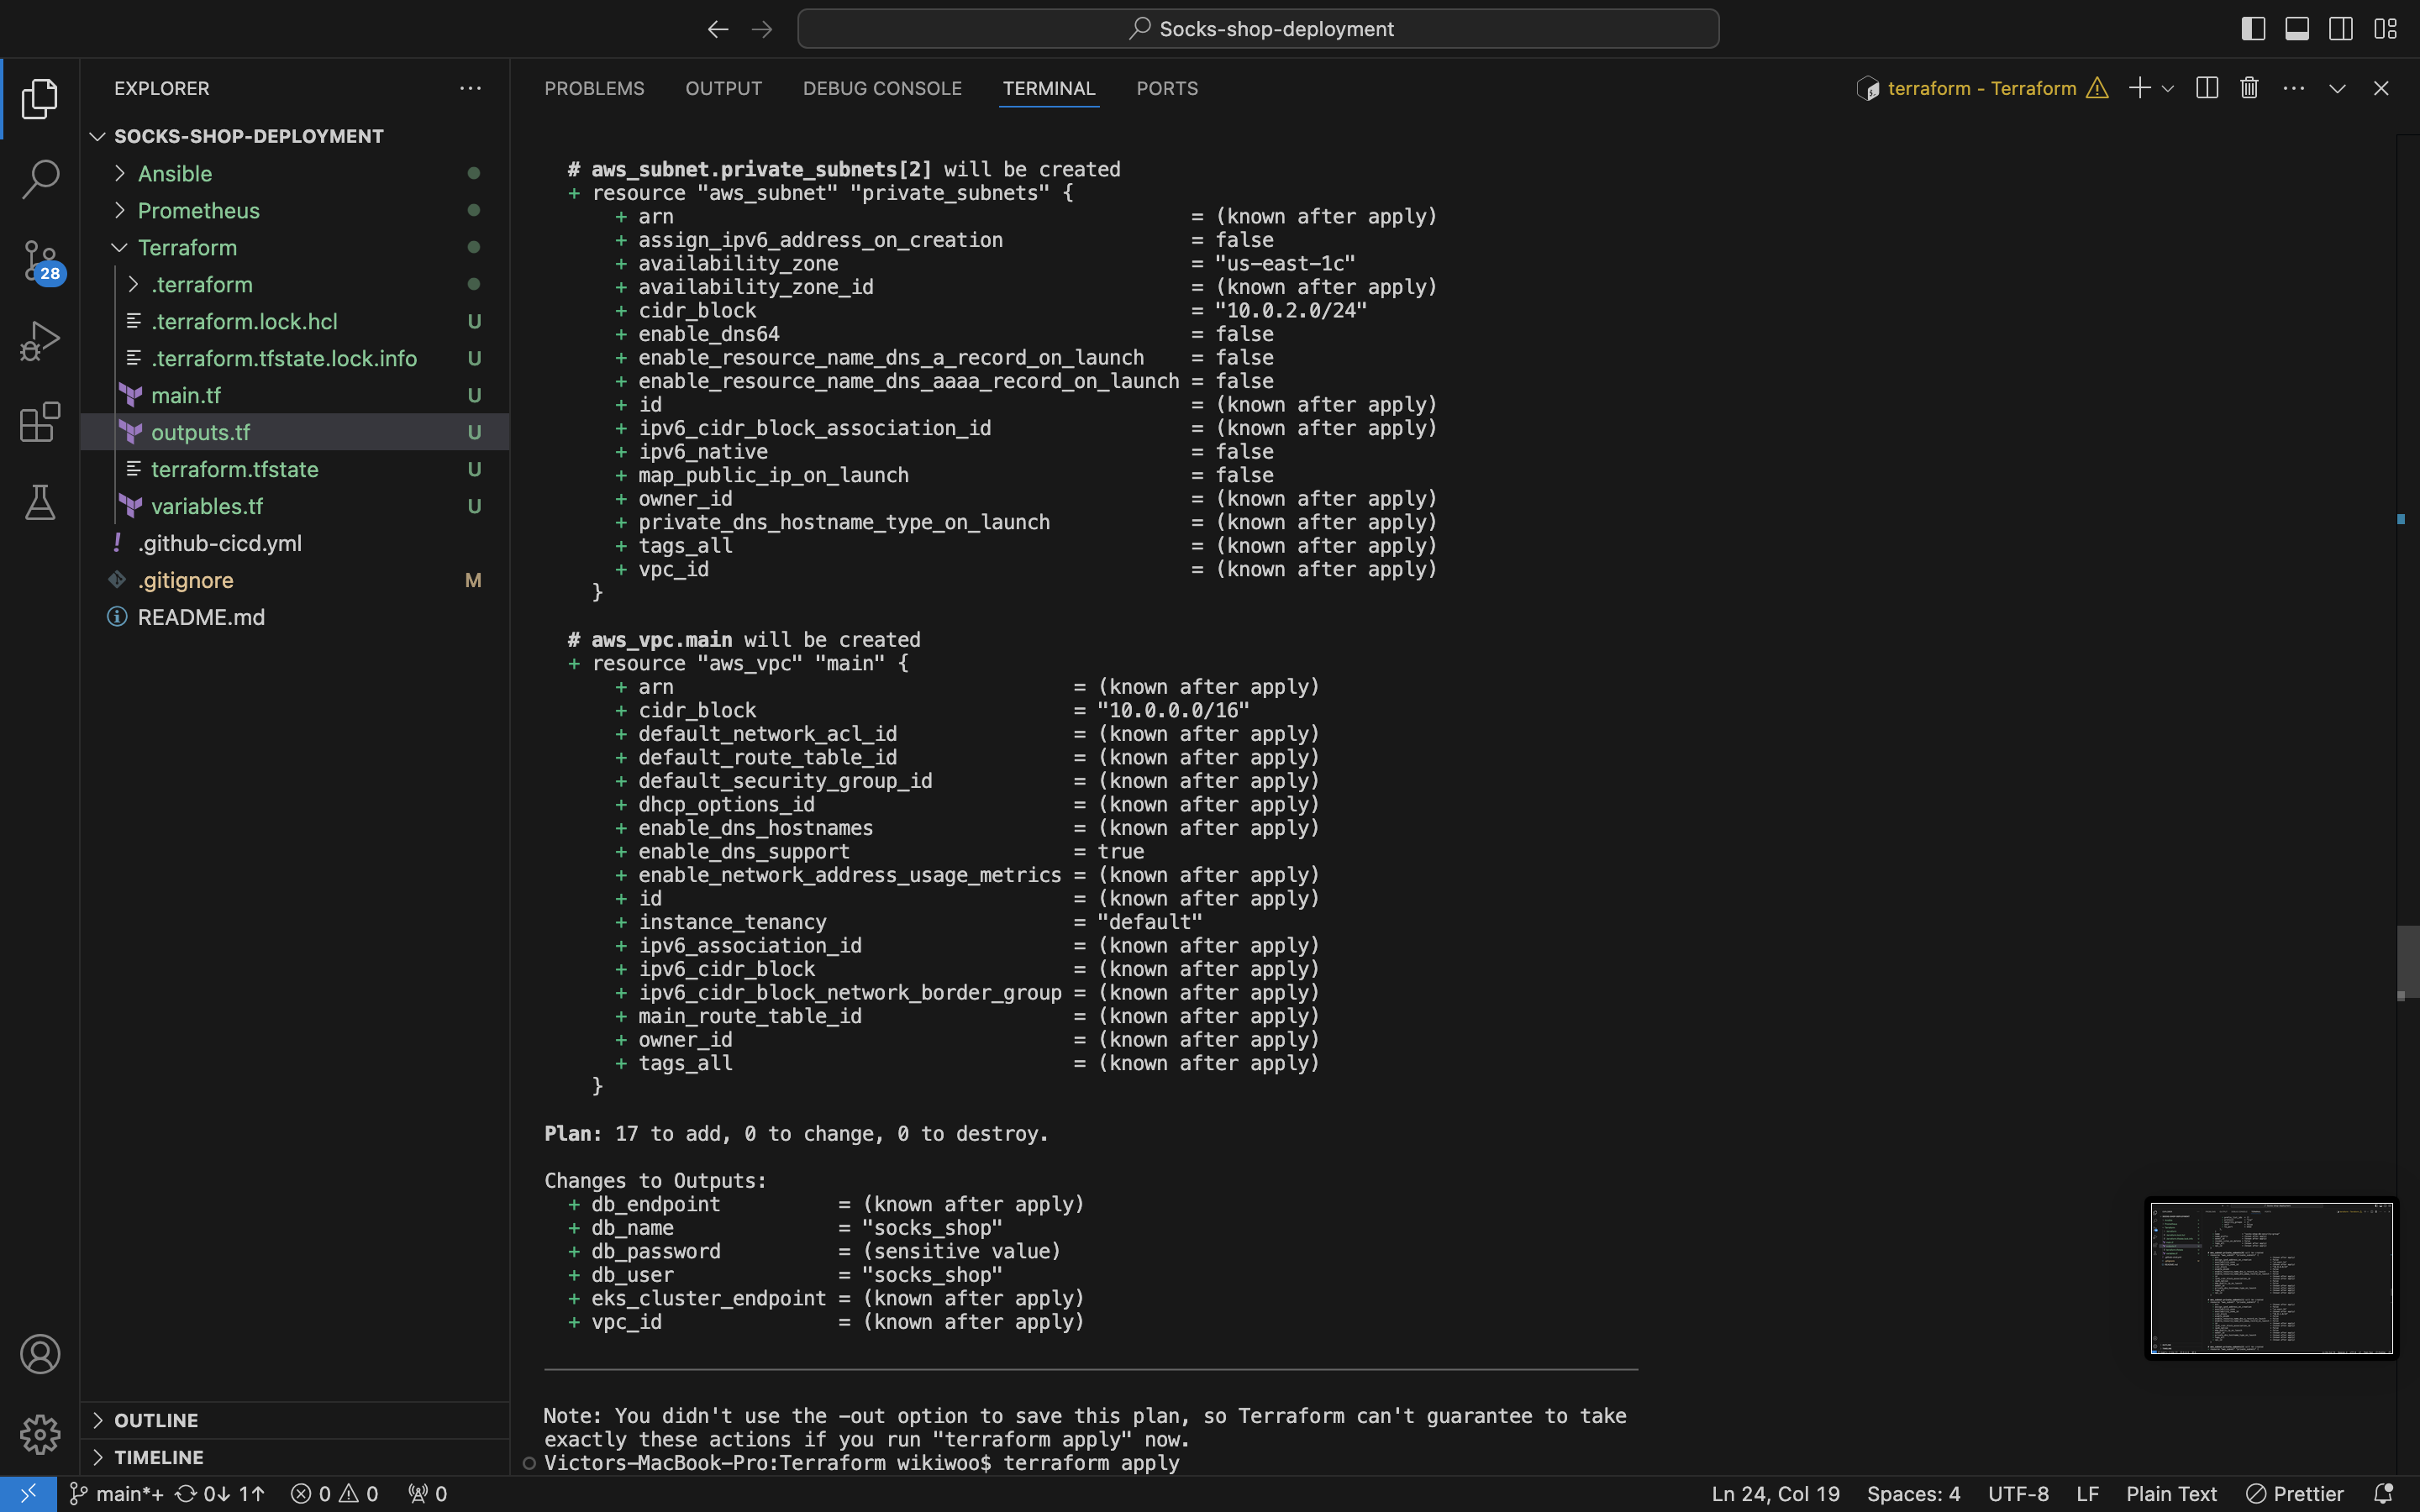 Socks-shop-deployment
EXPLORER
SOCKS-SHOP-DEPLOYMENT
Ansible
Prometheus
Terraform
.terraform
.terraform.lock.hcl U
.terraform.tfstate.lock.info U
main.tf U
outputs.tf U
terraform.tfstate U
variables.tf U
! .github-cicd.yml
.gitignore M
README.md
28
OUTLINE
TIMELINE
PROBLEMS OUTPUT DEBUG CONSOLE TERMINAL PORTS
terraform - Terraform
# aws_subnet.private_subnets[2] will be created
+ resource "aws_subnet" "private_subnets" {
+ arn = (known after apply)
+ assign_ipv6_address_on_creation = false
+ availability_zone = "us-east-1c"
+ availability_zone_id = (known after apply)
+ cidr_block = "10.0.2.0/24"
+ enable_dns64 = false
+ enable_resource_name_dns_a_record_on_launch = false
+ enable_resource_name_dns_aaaa_record_on_launch = false
+ id = (known after apply)
+ ipv6_cidr_block_association_id = (known after apply)
+ ipv6_native = false
+ map_public_ip_on_launch = false
+ owner_id = (known after apply)
+ private_dns_hostname_type_on_launch = (known after apply)
+ tags_all = (known after apply)
+ vpc_id = (known after apply)
}
# aws_vpc.main will be created
+ resource "aws_vpc" "main" {
+ arn = (known after apply)
+ cidr_block = "10.0.0.0/16"
+ default_network_acl_id = (known after apply)
+ default_route_table_id = (known after apply)
+ default_security_group_id = (known after apply)
+ dhcp_options_id = (known after apply)
+ enable_dns_hostnames = (known after apply)
+ enable_dns_support = true
+ enable_network_address_usage_metrics = (known after apply)
+ id = (known after apply)
+ instance_tenancy = "default"
+ ipv6_association_id = (known after apply)
+ ipv6_cidr_block = (known after apply)
+ ipv6_cidr_block_network_border_group = (known after apply)
+ main_route_table_id = (known after apply)
+ owner_id = (known after apply)
+ tags_all = (known after apply)
}
Plan: 17 to add, 0 to change, 0 to destroy.
Changes to Outputs:
+ db_endpoint = (known after apply)
+ db_name = "socks_shop"
+ db_password = (sensitive value)
+ db_user = "socks_shop"
+ eks_cluster_endpoint = (known after apply)
+ vpc_id = (known after apply)
Note: You didn't use the -out option to save this plan, so Terraform can't guarantee to take
exactly these actions if you run "terraform apply" now.
Victors-MacBook-Pro:Terraform wikiwoo$ terraform apply
main*+ 0↓ 1↑ 0 0 0 Ln 24, Col 19 Spaces: 4 UTF-8 LF Plain Text Prettier